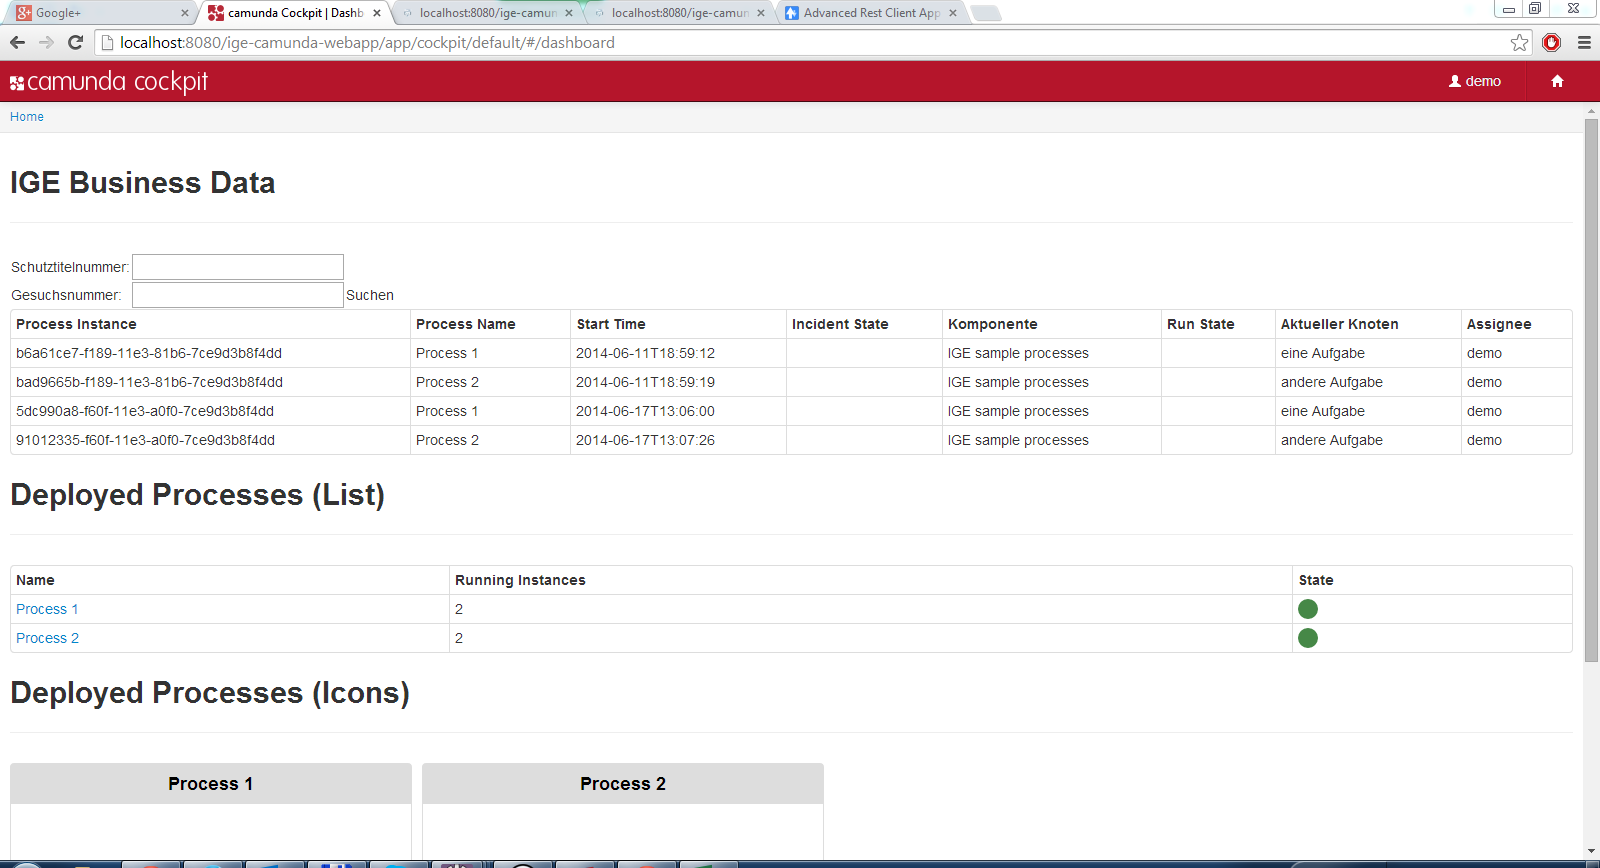 Google+
camunda Cockpit | Dashb
localhost:8080/ige-camun
localhost:8080/ige-camun
Advanced Rest Client App
localhost:8080/ige-camunda-webapp/app/cockpit/default/#/dashboard
camunda cockpit
demo
Home
IGE Business Data
Schutztitelnummer:
Gesuchsnummer: Suchen
Process Instance Process Name Start Time Incident State Komponente Run State Aktueller Knoten Assignee
b6a61ce7-f189-11e3-81b6-7ce9d3b8f4dd Process 1 2014-06-11T18:59:12 IGE sample processes eine Aufgabe demo
bad9665b-f189-11e3-81b6-7ce9d3b8f4dd Process 2 2014-06-11T18:59:19 IGE sample processes andere Aufgabe demo
5dc990a8-f60f-11e3-a0f0-7ce9d3b8f4dd Process 1 2014-06-17T13:06:00 IGE sample processes eine Aufgabe demo
91012335-f60f-11e3-a0f0-7ce9d3b8f4dd Process 2 2014-06-17T13:07:26 IGE sample processes andere Aufgabe demo
Deployed Processes (List)
Name Running Instances State
Process 1 2
Process 2 2
Deployed Processes (Icons)
Process 1 Process 2